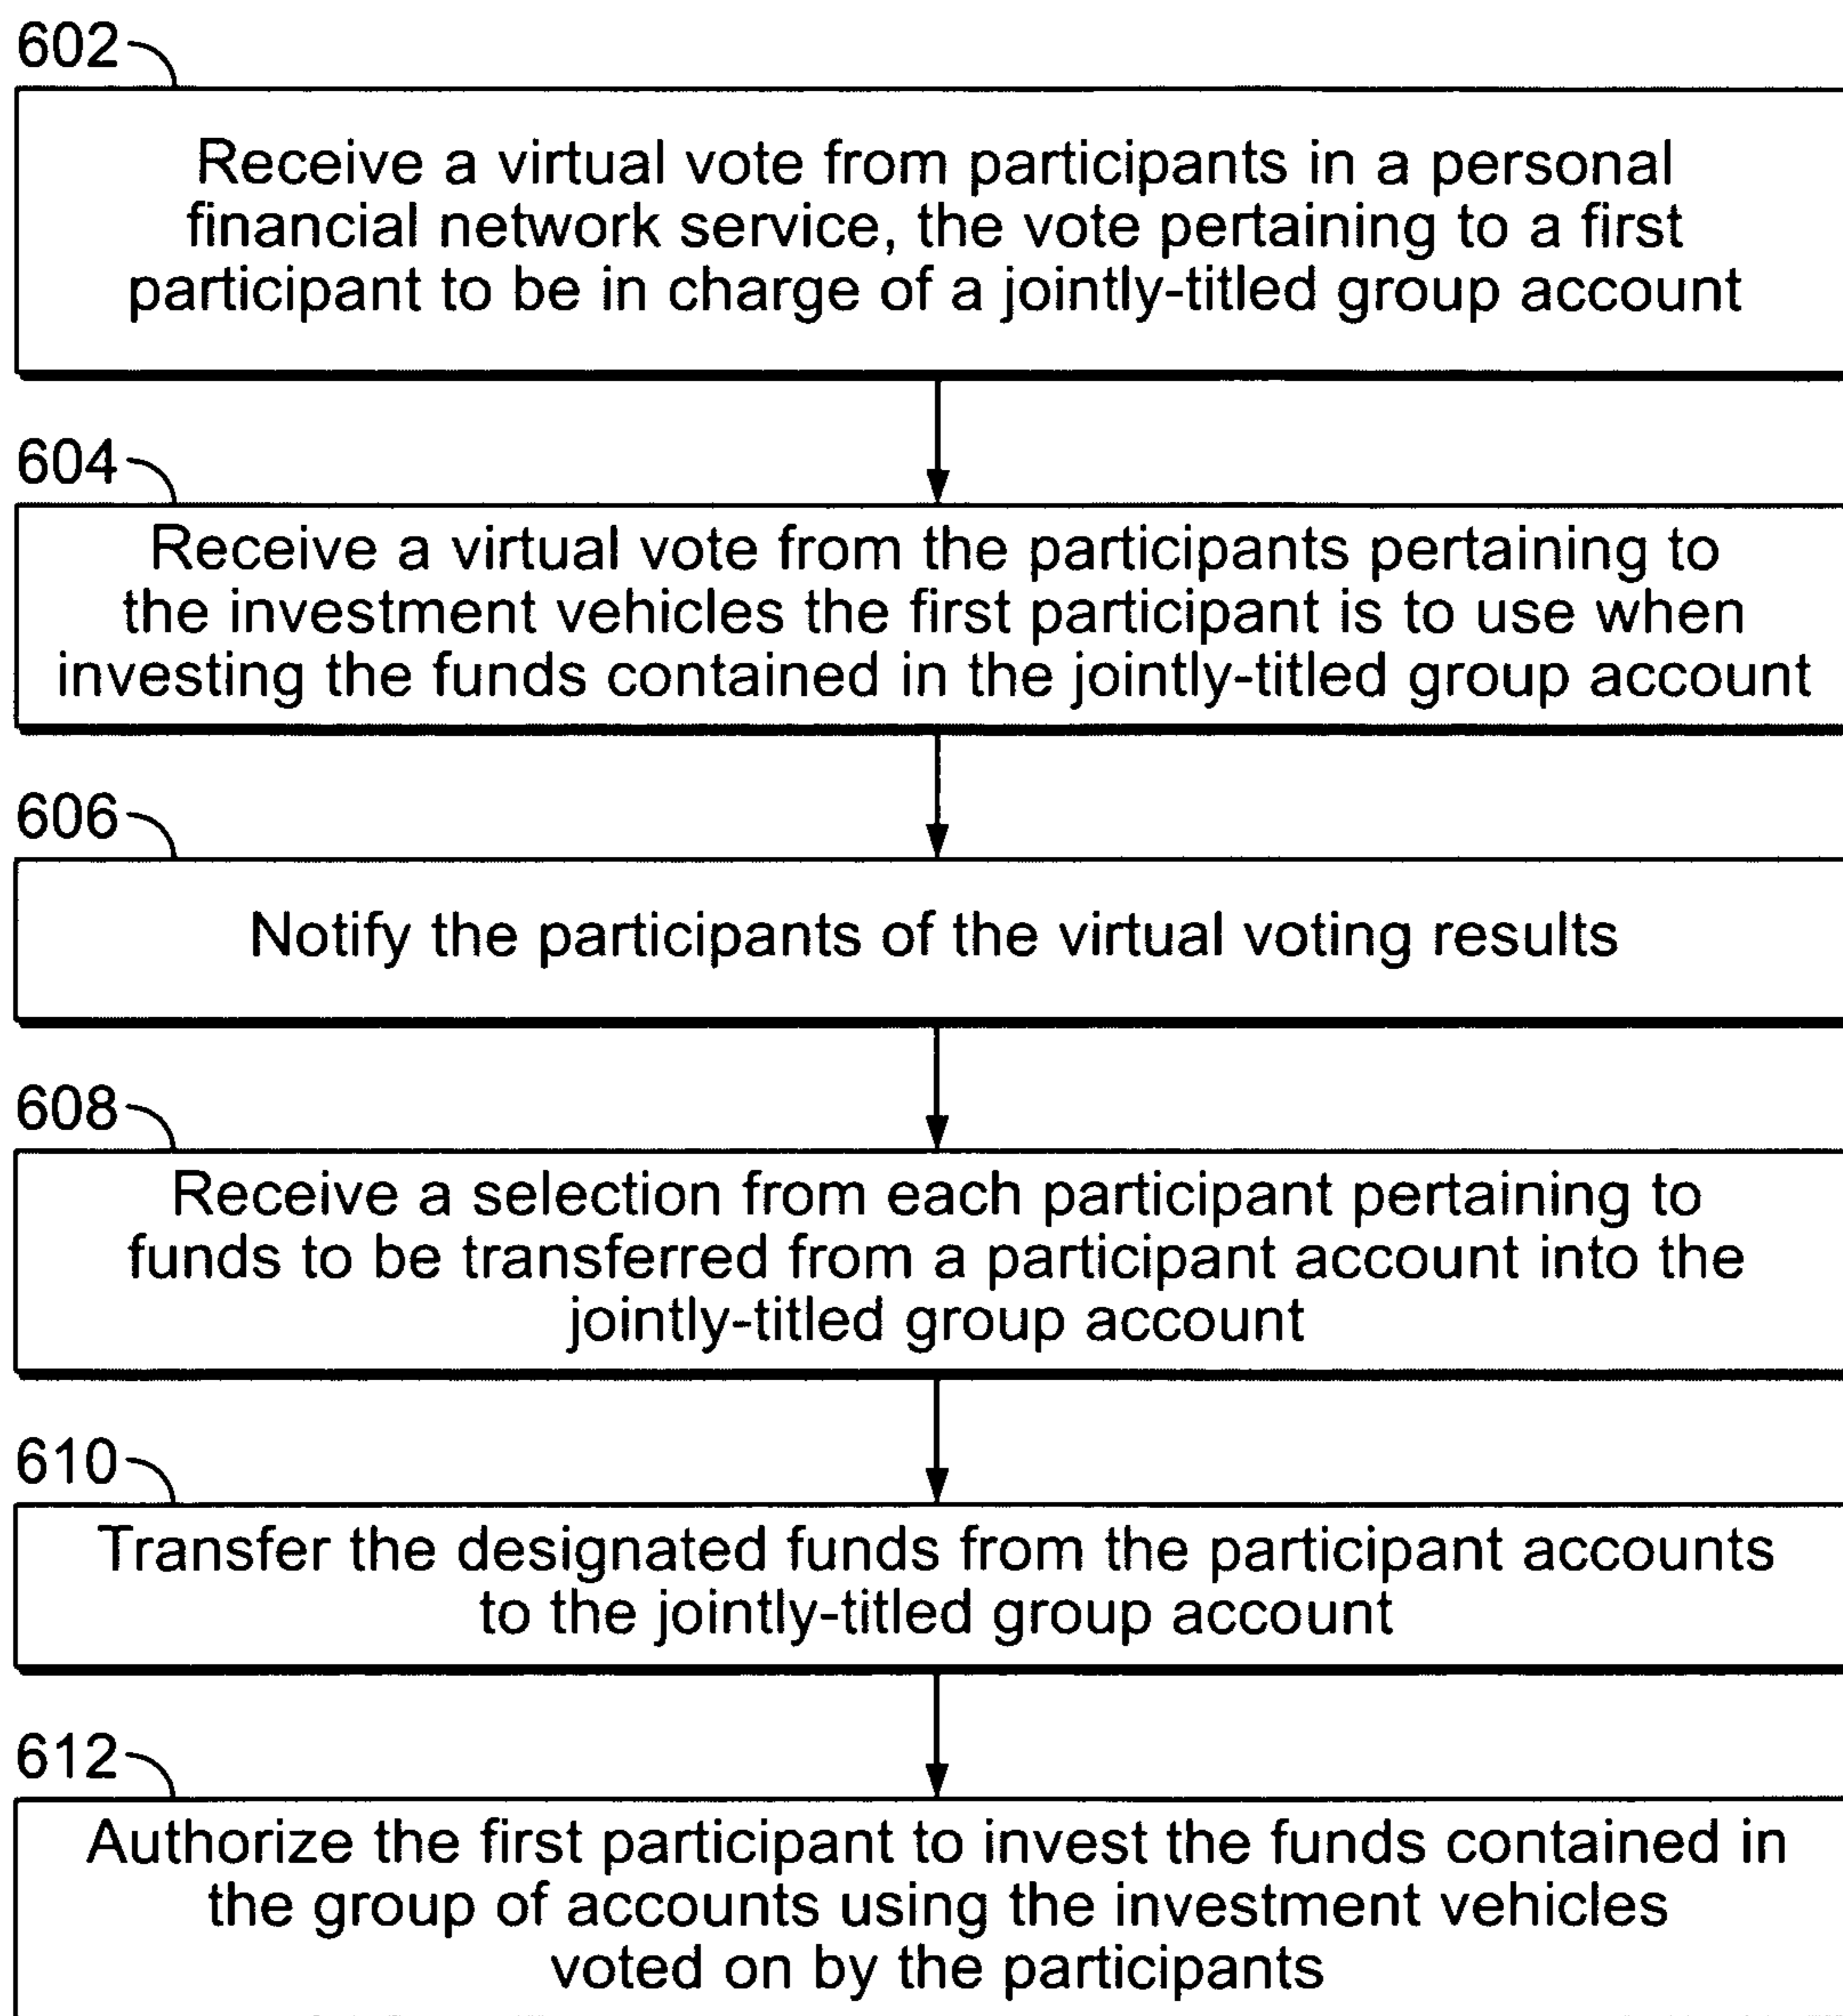 602
Receive a virtual vote from participants in a personal
financial network service, the vote pertaining to a first
participant to be in charge of a jointly-titled group account
604
Receive a virtual vote from the participants pertaining to
the investment vehicles the first participant is to use when
investing the funds contained in the jointly-titled group account
606
Notify the participants of the virtual voting results
608
Receive a selection from each participant pertaining to
funds to be transferred from a participant account into the
jointly-titled group account
610
Transfer the designated funds from the participant accounts
to the jointly-titled group account
612
Authorize the first participant to invest the funds contained in
the group of accounts using the investment vehicles
voted on by the participants